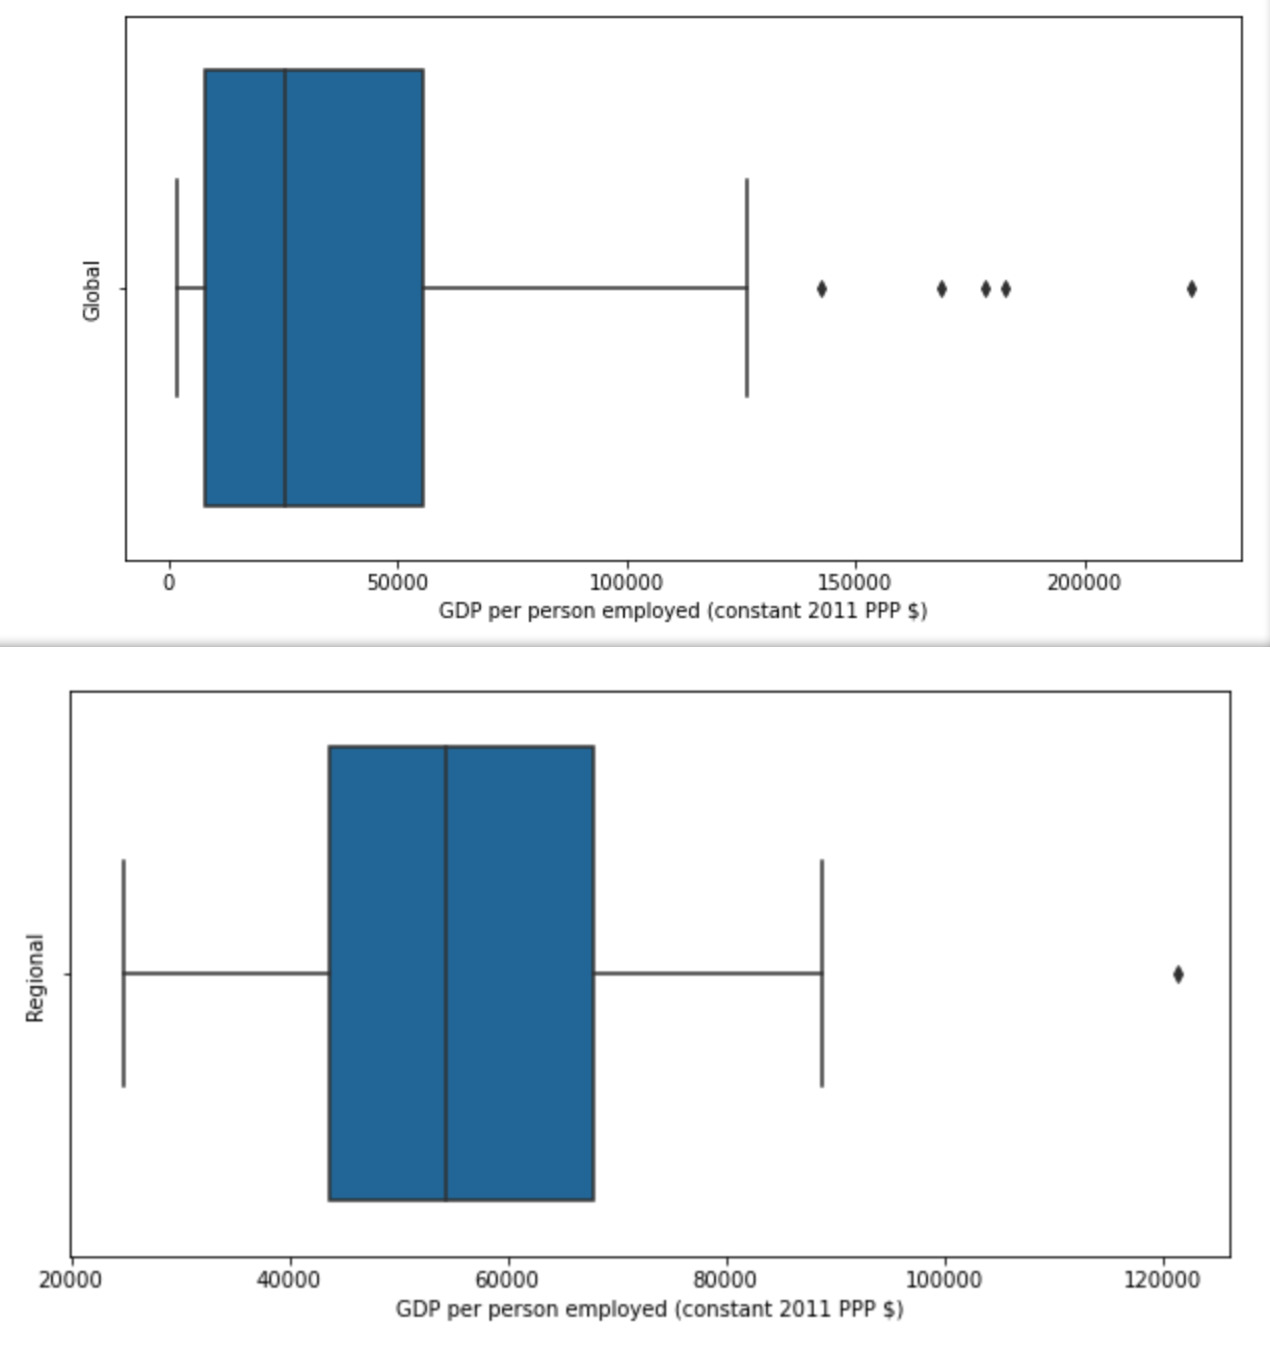 Global
0 50000 100000 150000 200000
GDP per person employed (constant 2011 PPP $)
Regional
20000 40000 60000 80000 100000 120000
GDP per person employed (constant 2011 PPP $)